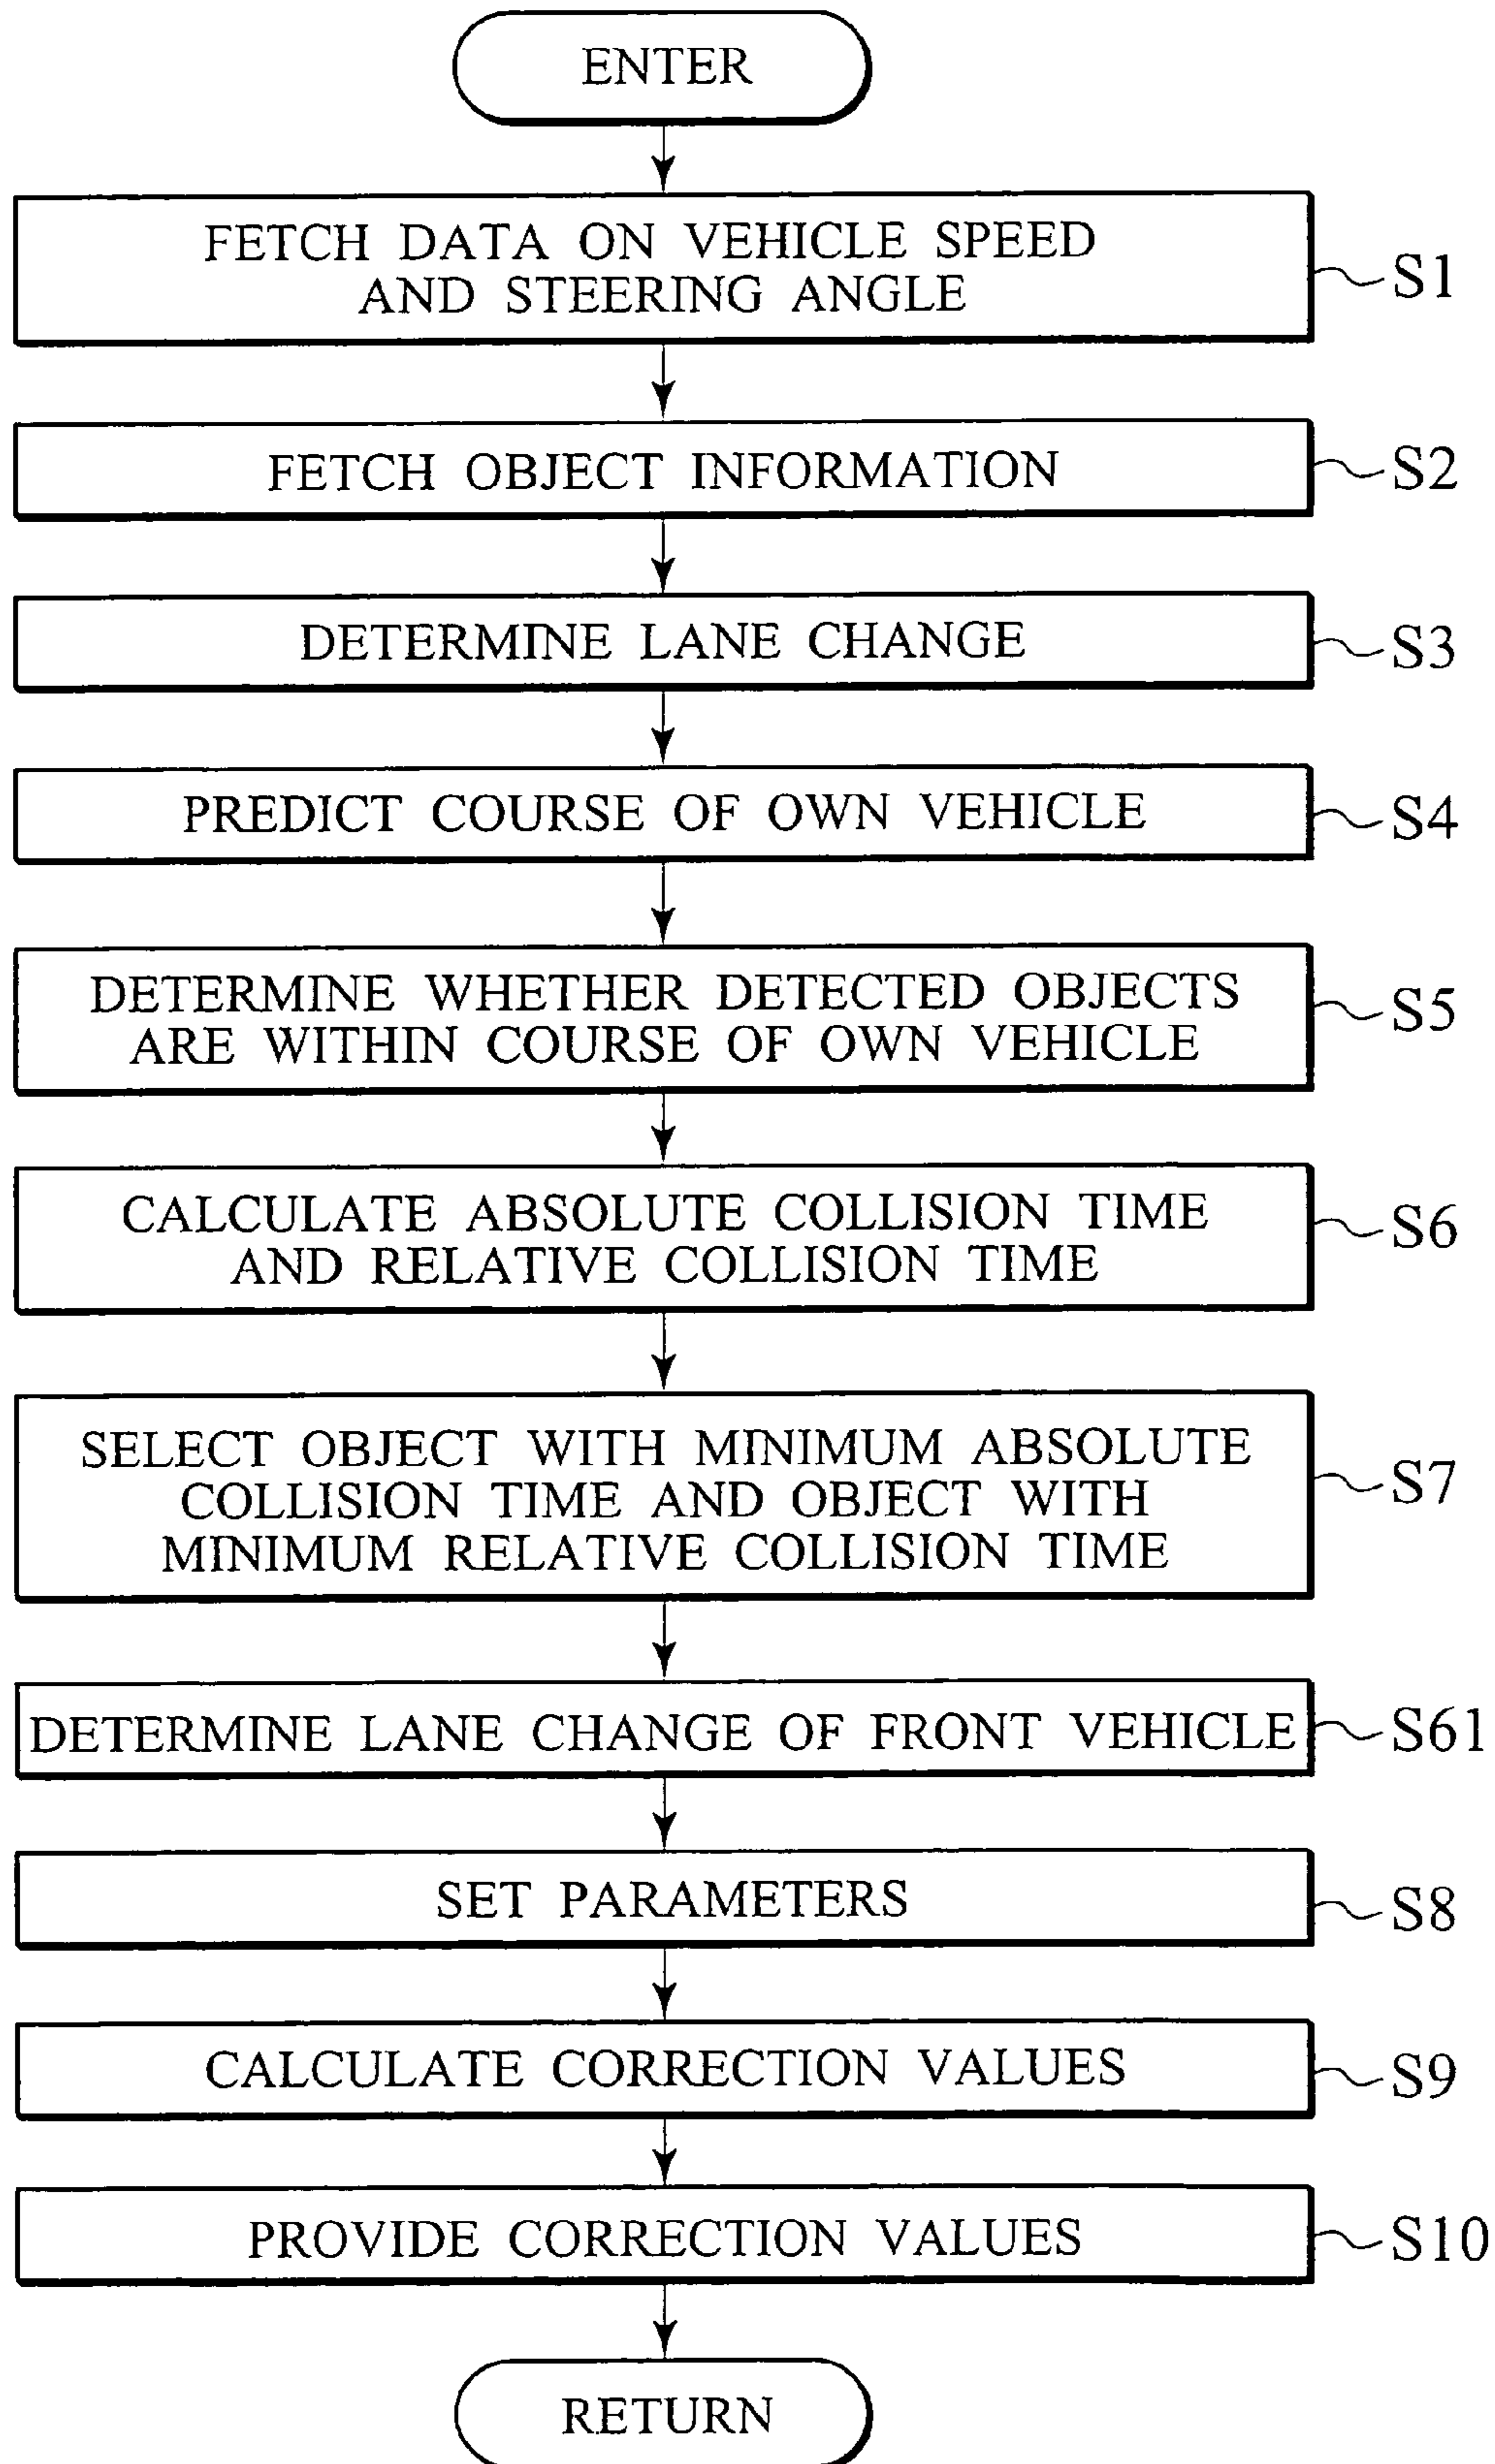 ENTER
FETCH DATA ON VEHICLE SPEED
AND STEERING ANGLE
S1
FETCH OBJECT INFORMATION
S2
DETERMINE LANE CHANGE
S3
PREDICT COURSE OF OWN VEHICLE
S4
DETERMINE WHETHER DETECTED OBJECTS
ARE WITHIN COURSE OF OWN VEHICLE
S5
CALCULATE ABSOLUTE COLLISION TIME
AND RELATIVE COLLISION TIME
S6
SELECT OBJECT WITH MINIMUM ABSOLUTE
COLLISION TIME AND OBJECT WITH
MINIMUM RELATIVE COLLISION TIME
S7
DETERMINE LANE CHANGE OF FRONT VEHICLE
S61
SET PARAMETERS
S8
CALCULATE CORRECTION VALUES
S9
PROVIDE CORRECTION VALUES
S10
RETURN